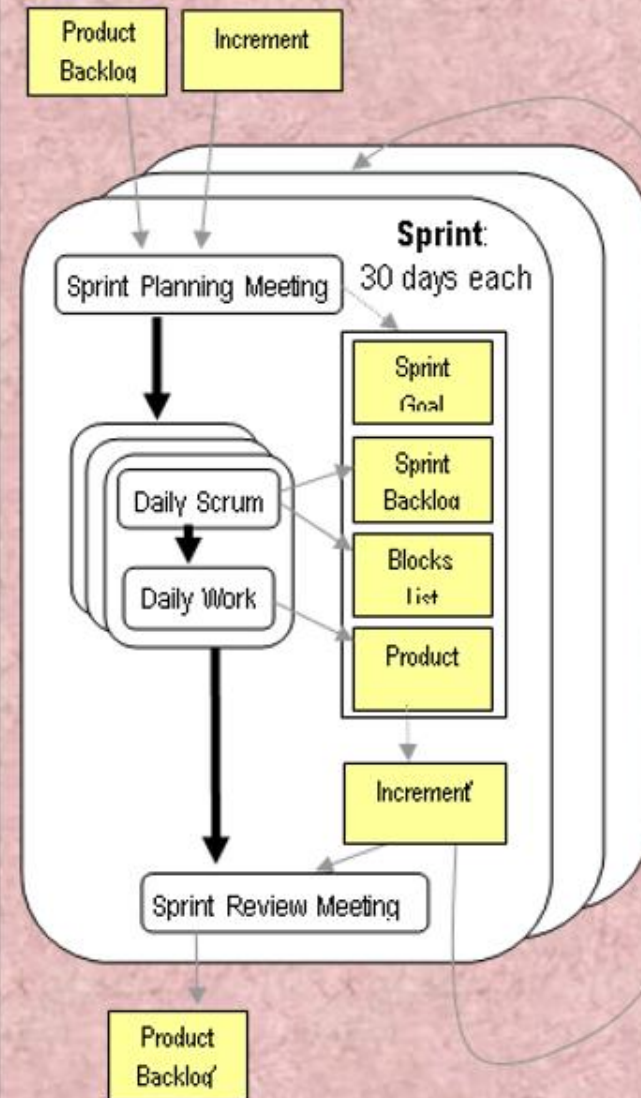 Product
Backlog
Increment
Sprint:
30 days each
Sprint Planning Meeting
Sprint
Goal
Sprint
Backlog
Daily Scrum
Blocks
List
Daily Work
Product
Increment'
Sprint Review Meeting
Product
Backlog'